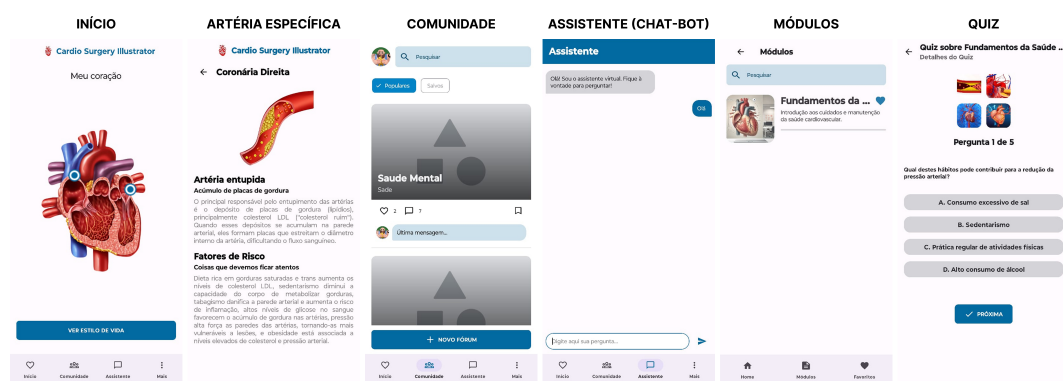 INÍCIO
Cardio Surgery Illustrator
Meu coração
VER ESTILO DE VIDA
Início
Comunidade
Assistente
Mais
ARTÉRIA ESPECÍFICA
Cardio Surgery Illustrator
Coronária Direita
Artéria entupida
Acúmulo de placas de gordura
O principal responsável pelo entupimento das artérias
é o depósito de placas de gordura (lipídios),
principalmente colesterol LDL ("colesterol ruim").
Quando esses depósitos se acumulam na parede
arterial, eles formam placas que estreitam o diâmetro
interno da artéria, dificultando o fluxo sanguíneo.
Fatores de Risco
Coisas que devemos ficar atentos
Dieta rica em gorduras saturadas e trans aumenta os
níveis de colesterol LDL, sedentarismo diminui a
capacidade do corpo de metabolizar gorduras,
tabagismo danifica a parede arterial e aumenta o risco
de inflamação, altos níveis de glicose no sangue
favorecem o acúmulo de gordura nas artérias, pressão
alta força as paredes das artérias, tornando-as mais
vulneráveis a lesões, e obesidade está associada a
níveis elevados de colesterol e pressão arterial.
COMUNIDADE
Pesquisar
Populares
Salvos
Saude Mental
Sade
2
7
Última mensagem...
NOVO FÓRUM
Início
Comunidade
Assistente
Mais
ASSISTENTE (CHAT-BOT)
Assistente
Olá! Sou o assistente virtual. Fique à
vontade para perguntar!
Olá
Digite aqui sua pergunta...
Início
Comunidade
Assistente
Mais
MÓDULOS
Módulos
Pesquisar
Fundamentos da ...
Introdução aos cuidados e manutenção
da saúde cardiovascular.
Home
Módulos
Favoritos
QUIZ
Quiz sobre Fundamentos da Saúde ...
Detalhes do Quiz
Pergunta 1 de 5
Qual destes hábitos pode contribuir para a redução da
pressão arterial?
A. Consumo excessivo de sal
B. Sedentarismo
C. Prática regular de atividades físicas
D. Alto consumo de álcool
PRÓXIMA